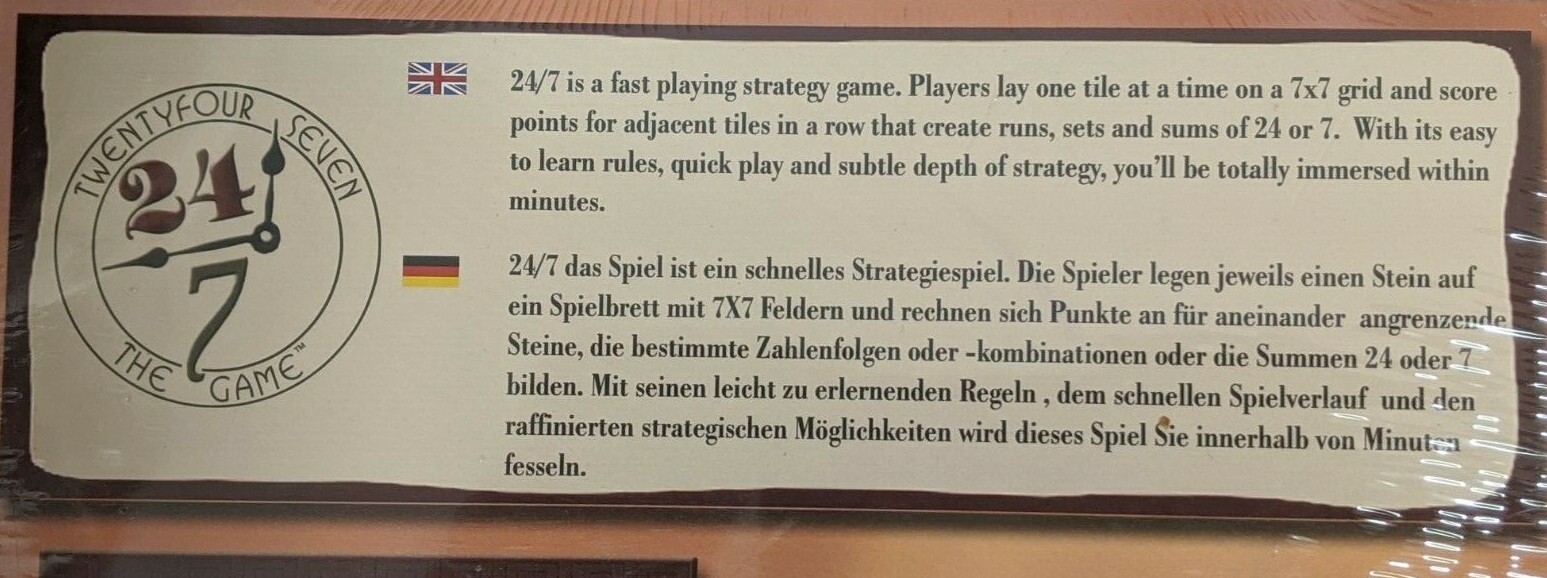 TWENTYFOUR SEVEN
24
7
THE GAME™
24/7 is a fast playing strategy game. Players lay one tile at a time on a 7x7 grid and score
points for adjacent tiles in a row that create runs, sets and sums of 24 or 7. With its easy
to learn rules, quick play and subtle depth of strategy, you'll be totally immersed within
minutes.
24/7 das Spiel ist ein schnelles Strategiespiel. Die Spieler legen jeweils einen Stein auf
ein Spielbrett mit 7X7 Feldern und rechnen sich Punkte an für aneinander angrenzende
Steine, die bestimmte Zahlenfolgen oder -kombinationen oder die Summen 24 oder 7
bilden. Mit seinen leicht zu erlernenden Regeln , dem schnellen Spielverlauf und den
raffinierten strategischen Möglichkeiten wird dieses Spiel Sie innerhalb von Minuten
fesseln.